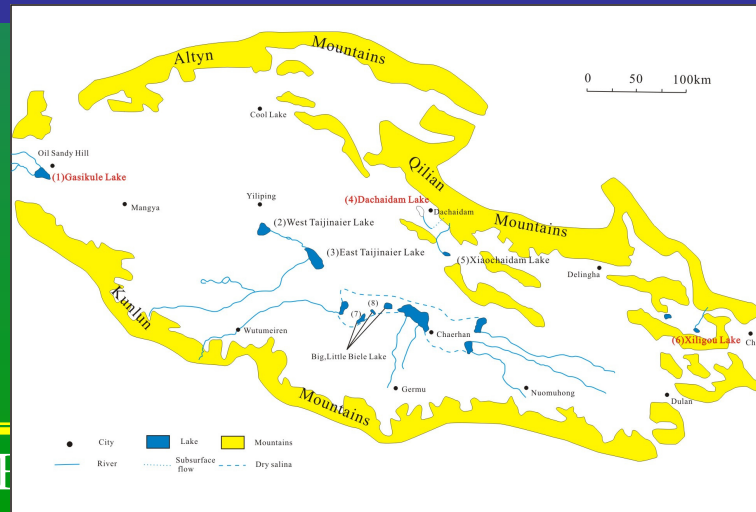 Altyn Mountains
0 50 100km
Cool Lake
Oil Sandy Hill
(1)Gasikule Lake
Qilian
Mountains
Mangya
Yiliping
(4)Dachaidam Lake
Dachaidam
(2)West Taijinaier Lake
(3)East Taijinaier Lake
(5)Xiaochaidam Lake
Delingha
Kunlun
Mountains
(7)
(8)
Wutumeiren
Chaerhan
(6)Xiligou Lake
Ch
Big,Little Biele Lake
Germu
Nuomuhong
Dulan
City
Lake
Mountains
River
Subsurface
flow
Dry salina